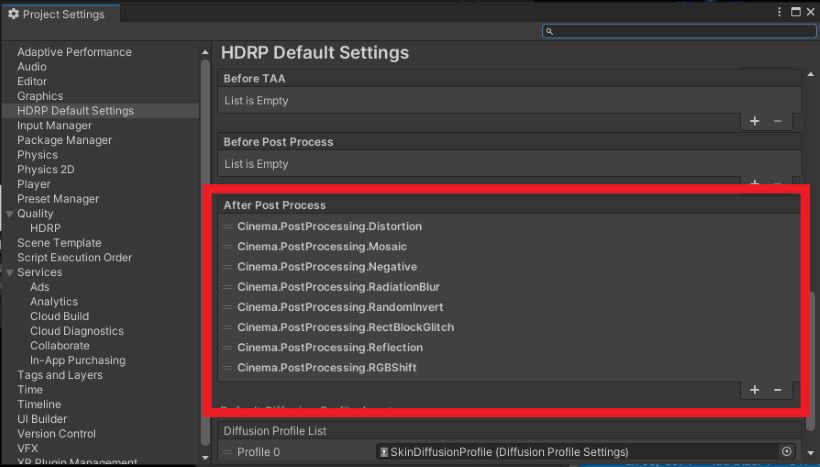 Project Settings
Adaptive Performance
Audio
Editor
Graphics
HDRP Default Settings
Input Manager
Package Manager
Physics
Physics 2D
Player
Preset Manager
Quality
HDRP
Scene Template
Script Execution Order
Services
Ads
Analytics
Cloud Build
Cloud Diagnostics
Collaborate
In-App Purchasing
Tags and Layers
Time
Timeline
UI Builder
Version Control
VFX
XR Plugin Management
HDRP Default Settings
Before TAA
List is Empty
Before Post Process
List is Empty
After Post Process
Cinema.PostProcessing.Distortion
Cinema.PostProcessing.Mosaic
Cinema.PostProcessing.Negative
Cinema.PostProcessing.RadiationBlur
Cinema.PostProcessing.RandomInvert
Cinema.PostProcessing.RectBlockGlitch
Cinema.PostProcessing.Reflection
Cinema.PostProcessing.RGBShift
Diffusion Profile List
Profile 0 SkinDiffusionProfile (Diffusion Profile Settings)